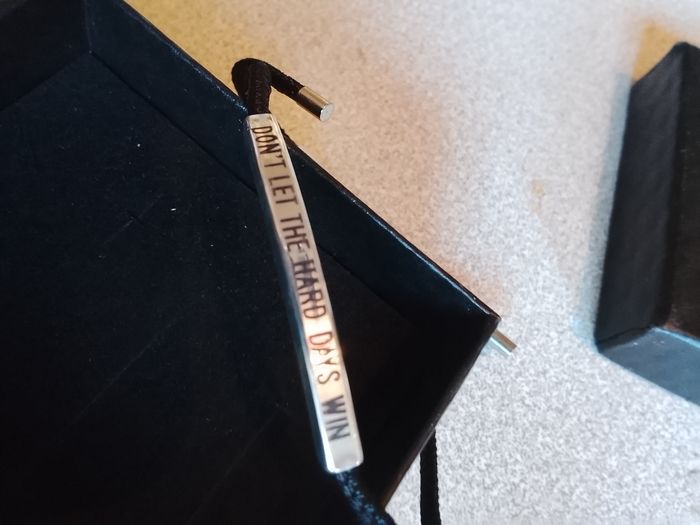 DON'T LET THE HARD DAYS WIN